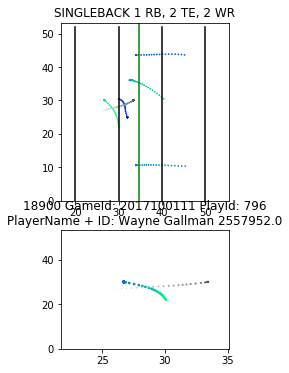 SINGLEBACK 1 RB, 2 TE, 2 WR
50
40
30
20
10
0
20 30 40 50
18900 GameId: 2017100111 PlayId: 796
PlayerName + ID: Wayne Gallman 2557952.0
40
20
0
25 30 35